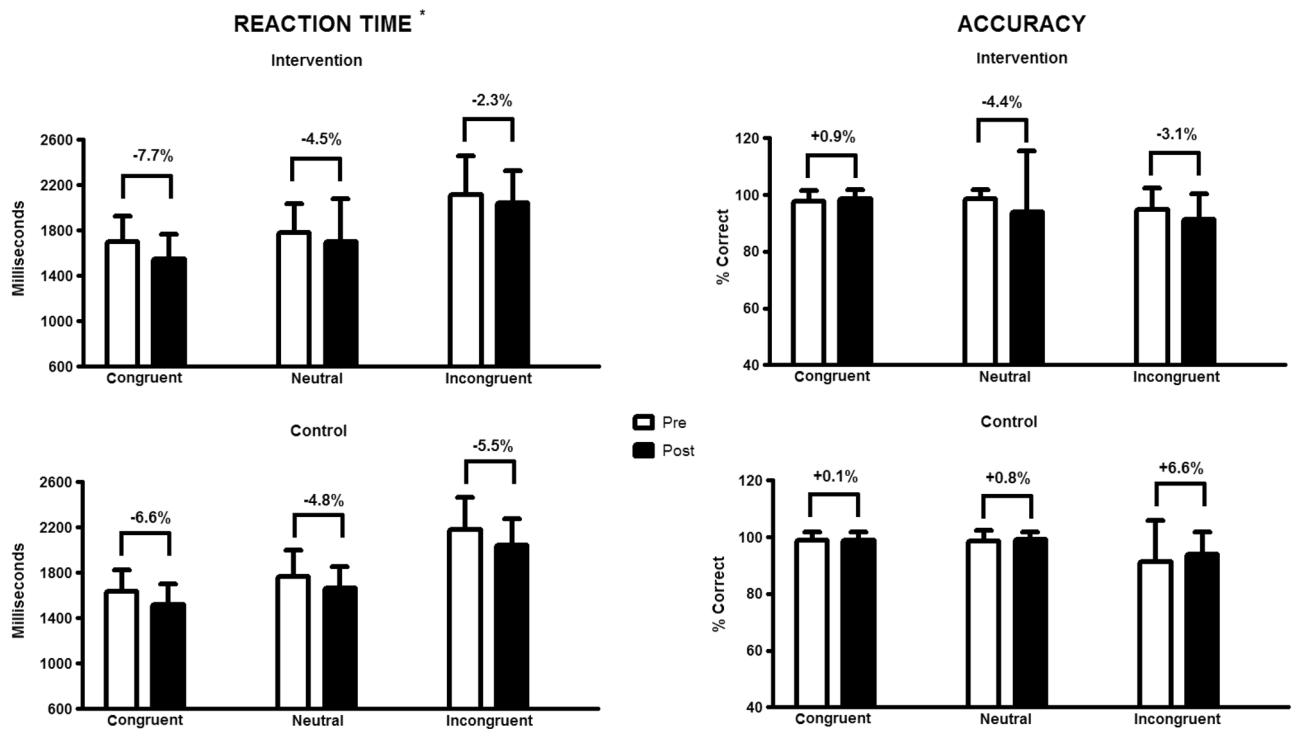 REACTION TIME *
Intervention
-7.7%
-4.5%
-2.3%
2600
2200
1800
1400
1000
600
Milliseconds
Congruent
Neutral
Incongruent
Control
-6.6%
-4.8%
-5.5%
2600
2200
1800
1400
1000
600
Milliseconds
Congruent
Neutral
Incongruent
Pre
Post
ACCURACY
Intervention
+0.9%
-4.4%
-3.1%
120
100
80
60
40
% Correct
Congruent
Neutral
Incongruent
Control
+0.1%
+0.8%
+6.6%
120
100
80
60
40
% Correct
Congruent
Neutral
Incongruent